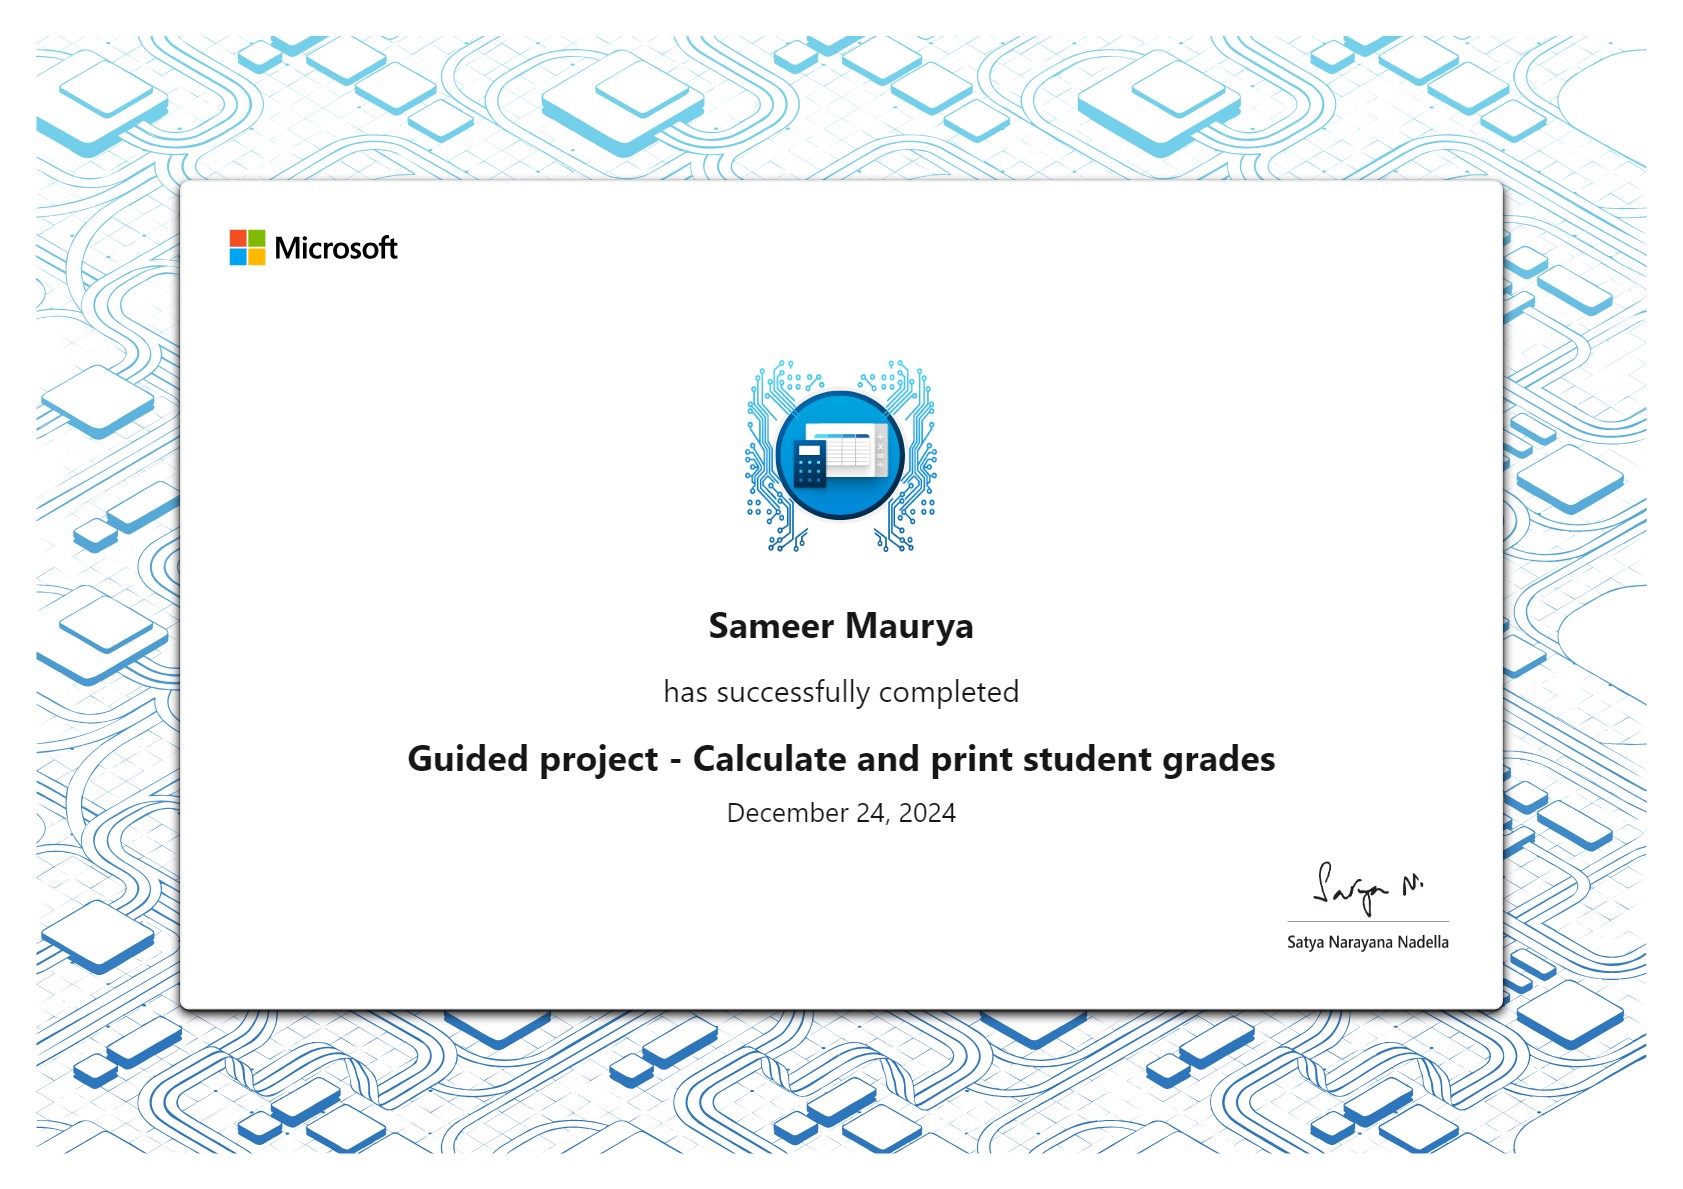 Microsoft
Sameer Maurya
has successfully completed
Guided project - Calculate and print student grades
December 24, 2024
Satya N.
Satya Narayana Nadella